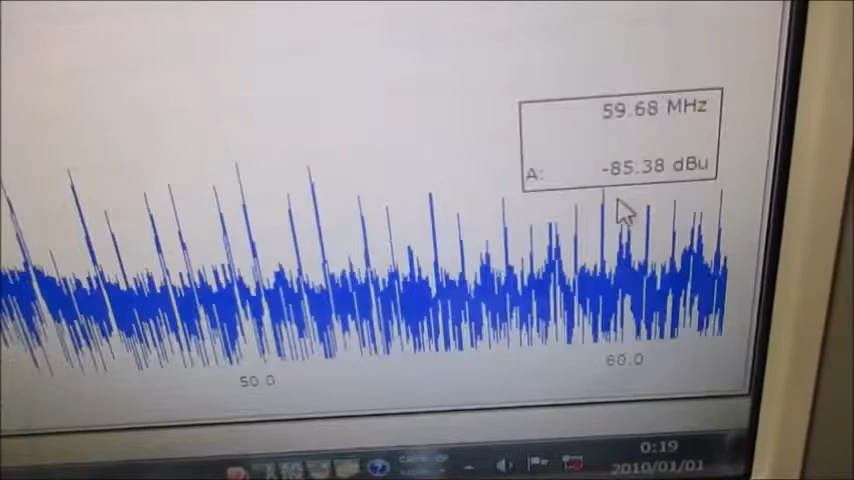 59.68 MHz
A: -85.38 dBu
50.0 60.0
0:19
2010/01/01